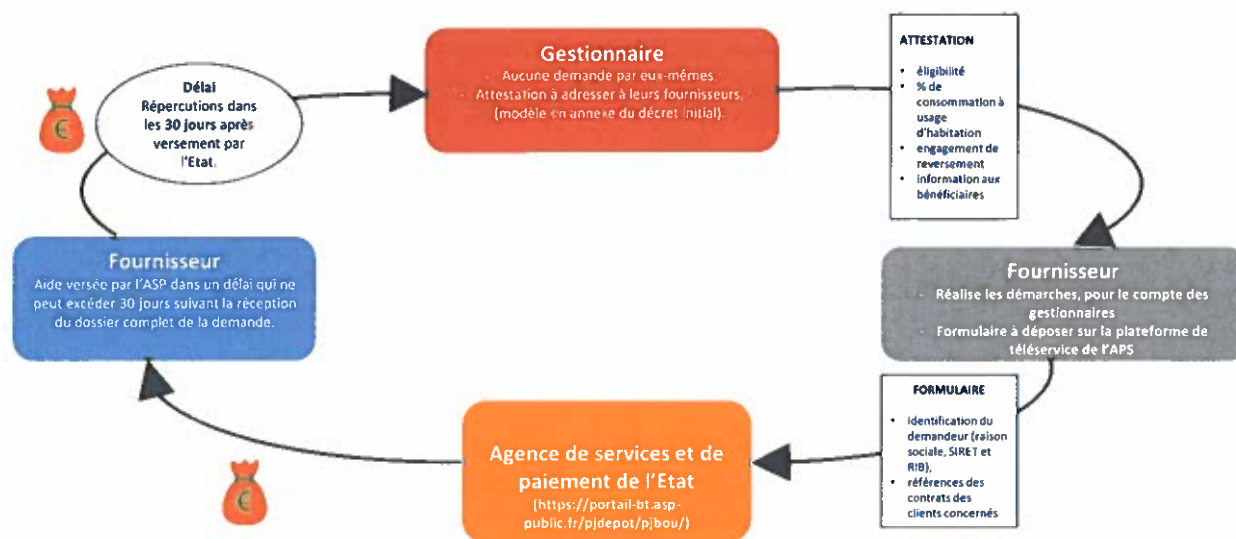 Gestionnaire
- Aucune demande par eux-mêmes.
- Attestation à adresser à leurs fournisseurs,
(modèle en annexe du décret initial).
ATTESTATION
• éligibilité
• % de
consommation à
usage
d'habitation
• engagement de
reversement
• information aux
bénéficiaires
Fournisseur
- Réalise les démarches, pour le compte des
gestionnaires
- Formulaire à déposer sur la plateforme de
téléservice de l'APS
FORMULAIRE
• identification du
demandeur (raison
sociale, SIRET et
RIB),
• références des
contrats des
clients concernés
Agence de services et de
paiement de l'Etat
(https://portail-bt.asp-
public.fr/pjdepot/pjbou/)
€
Fournisseur
Aide versée par l'ASP dans un délai qui ne
peut excéder 30 jours suivant la réception
du dossier complet de la demande.
€
Délai
Répercutions dans
les 30 jours après
versement par
l'Etat.